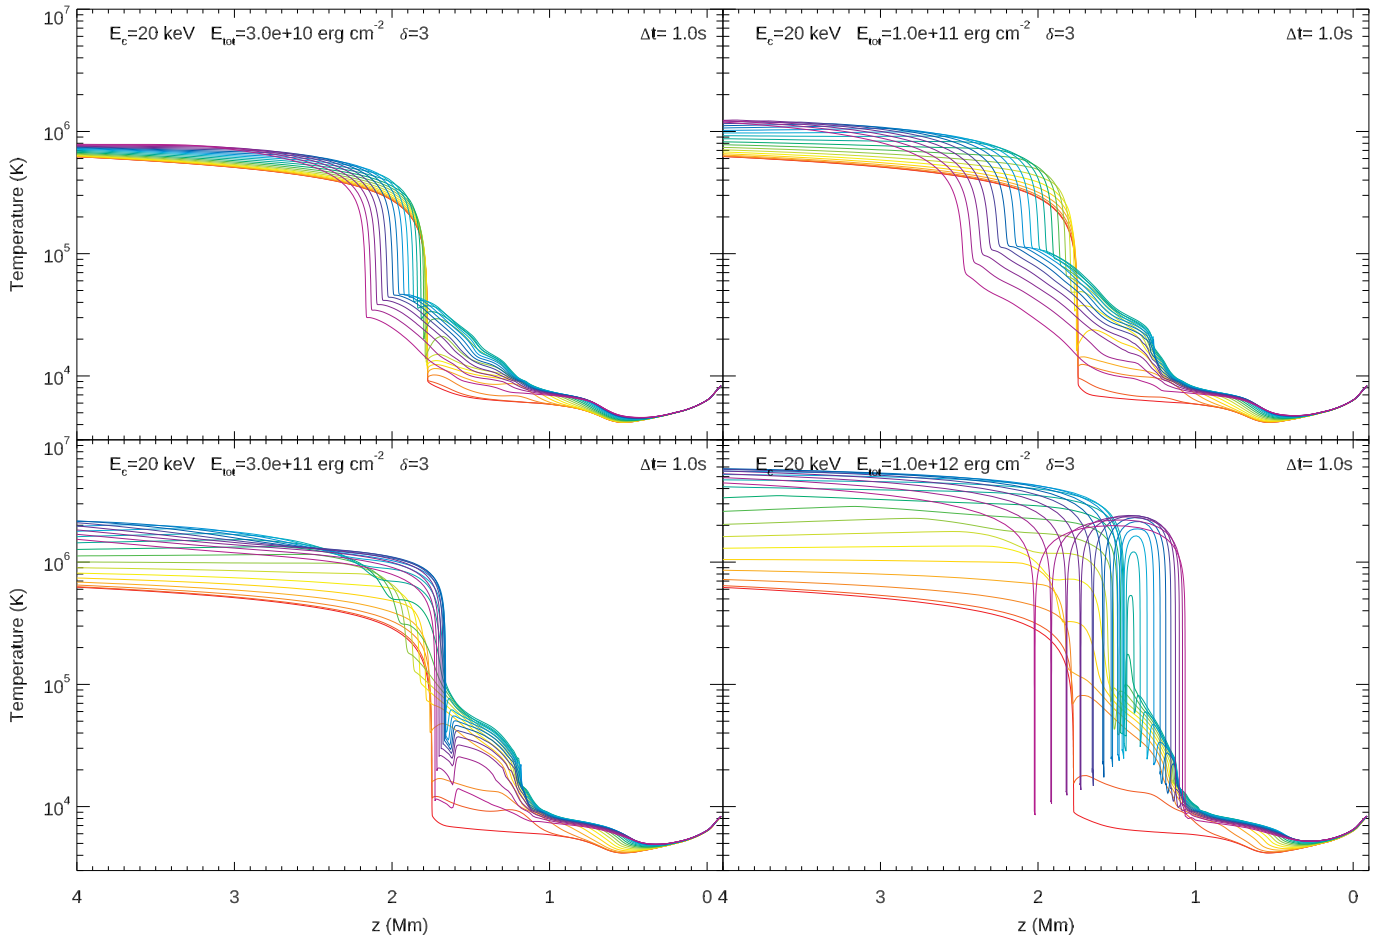 10^7
E_c=20 keV E_tot=3.0e+10 erg cm^-2 δ=3 Δt= 1.0s
E_c=20 keV E_tot=1.0e+11 erg cm^-2 δ=3 Δt= 1.0s
10^6
Temperature (K)
10^5
10^4
10^7
E_c=20 keV E_tot=3.0e+11 erg cm^-2 δ=3 Δt= 1.0s
E_c=20 keV E_tot=1.0e+12 erg cm^-2 δ=3 Δt= 1.0s
10^6
Temperature (K)
10^5
10^4
4 3 2 1 0 4 3 2 1 0
z (Mm) z (Mm)